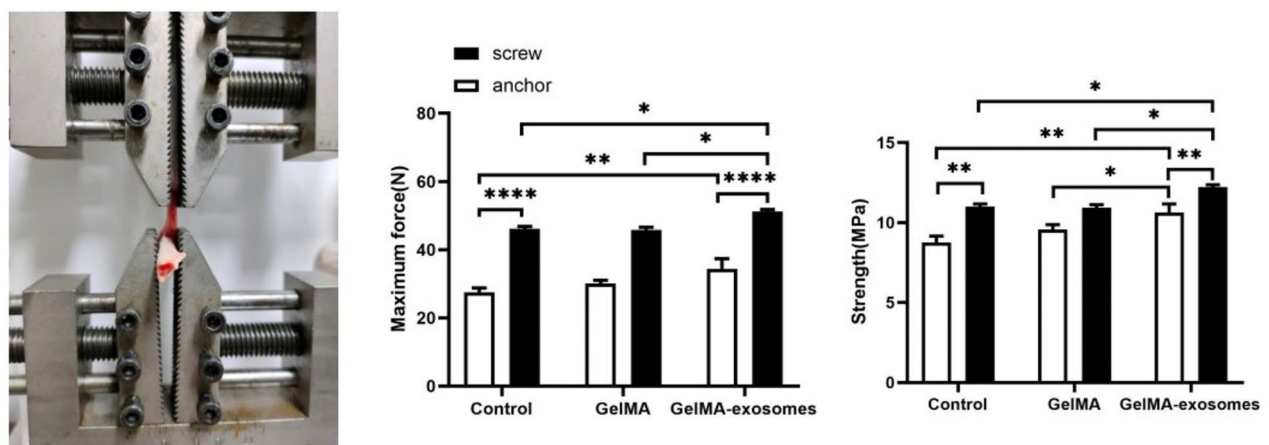 screw
anchor
Maximum force(N)
80
60
40
20
0
*
*
**
****
****
Control
GelMA
GelMA-exosomes
Strength(MPa)
15
10
5
0
*
*
**
**
**
*
Control
GelMA
GelMA-exosomes